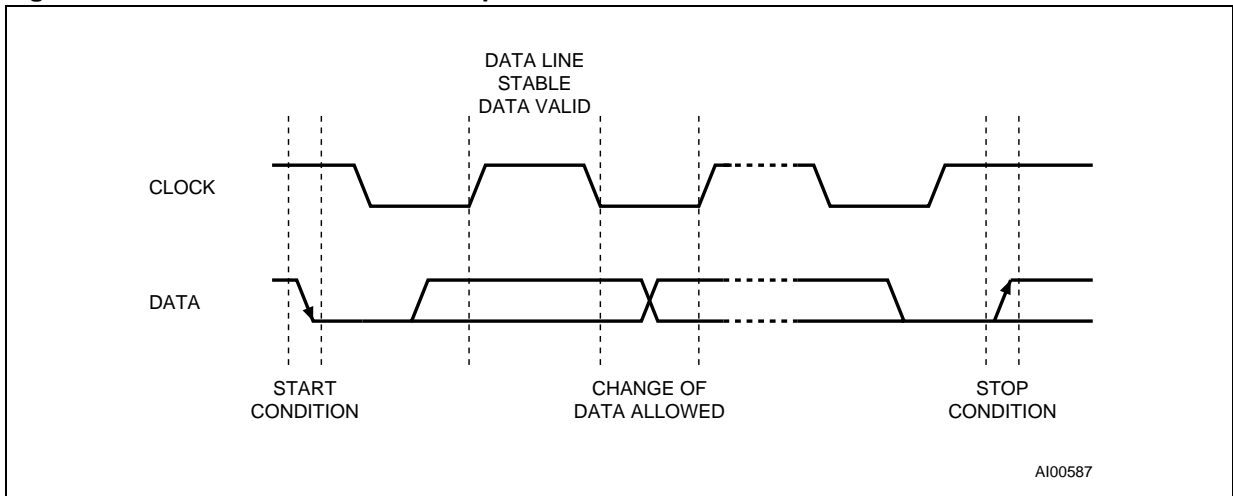 DATA LINE
STABLE
DATA VALID
CLOCK
DATA
START
CONDITION
CHANGE OF
DATA ALLOWED
STOP
CONDITION
AI00587